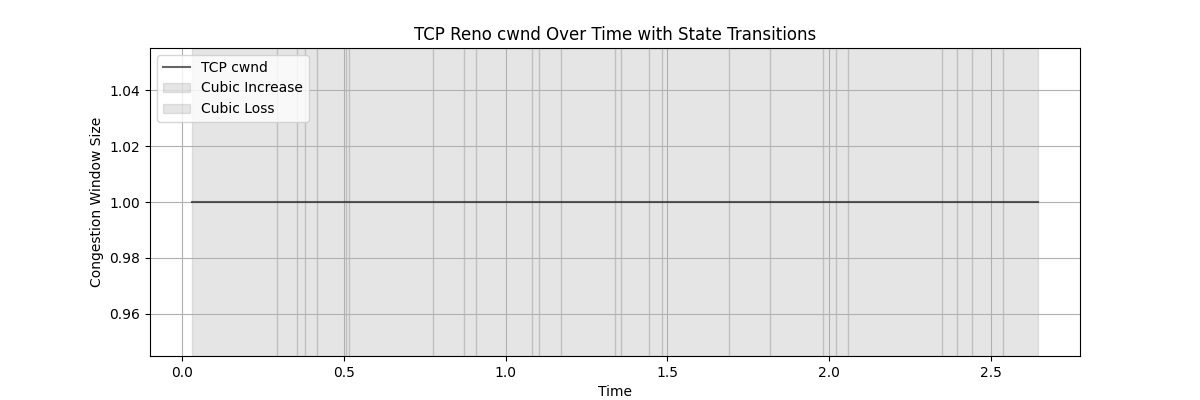 TCP Reno cwnd Over Time with State Transitions
TCP cwnd
Cubic Increase
Cubic Loss
Congestion Window Size
1.04
1.02
1.00
0.98
0.96
0.0 0.5 1.0 1.5 2.0 2.5
Time